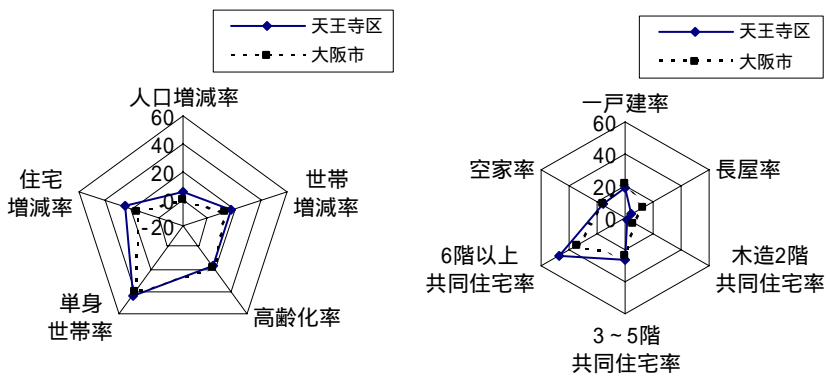 天王寺区
大阪市
人口増減率
60
40
20
0
-20
世帯
増減率
高齢化率
単身
世帯率
住宅
増減率
天王寺区
大阪市
一戸建率
60
40
20
0
長屋率
木造2階
共同住宅率
3～5階
共同住宅率
6階以上
共同住宅率
空家率